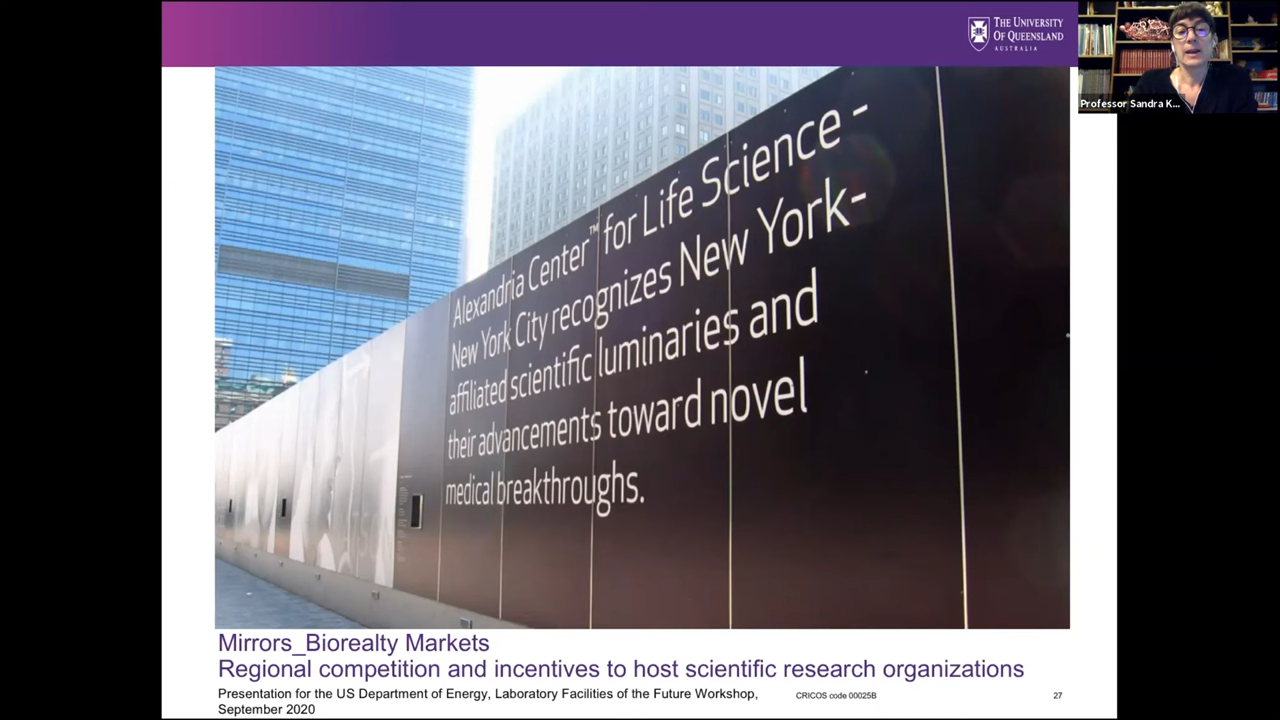 THE UNIVERSITY
OF QUEENSLAND
AUSTRALIA
Professor Sandra K...
Alexandria Center™ for Life Science -
New York City recognizes New York-
affiliated scientific luminaries and
their advancements toward novel
medical breakthroughs.
Mirrors_Biorealty Markets
Regional competition and incentives to host scientific research organizations
Presentation for the US Department of Energy, Laboratory Facilities of the Future Workshop,
September 2020
CRICOS code 00025B
27